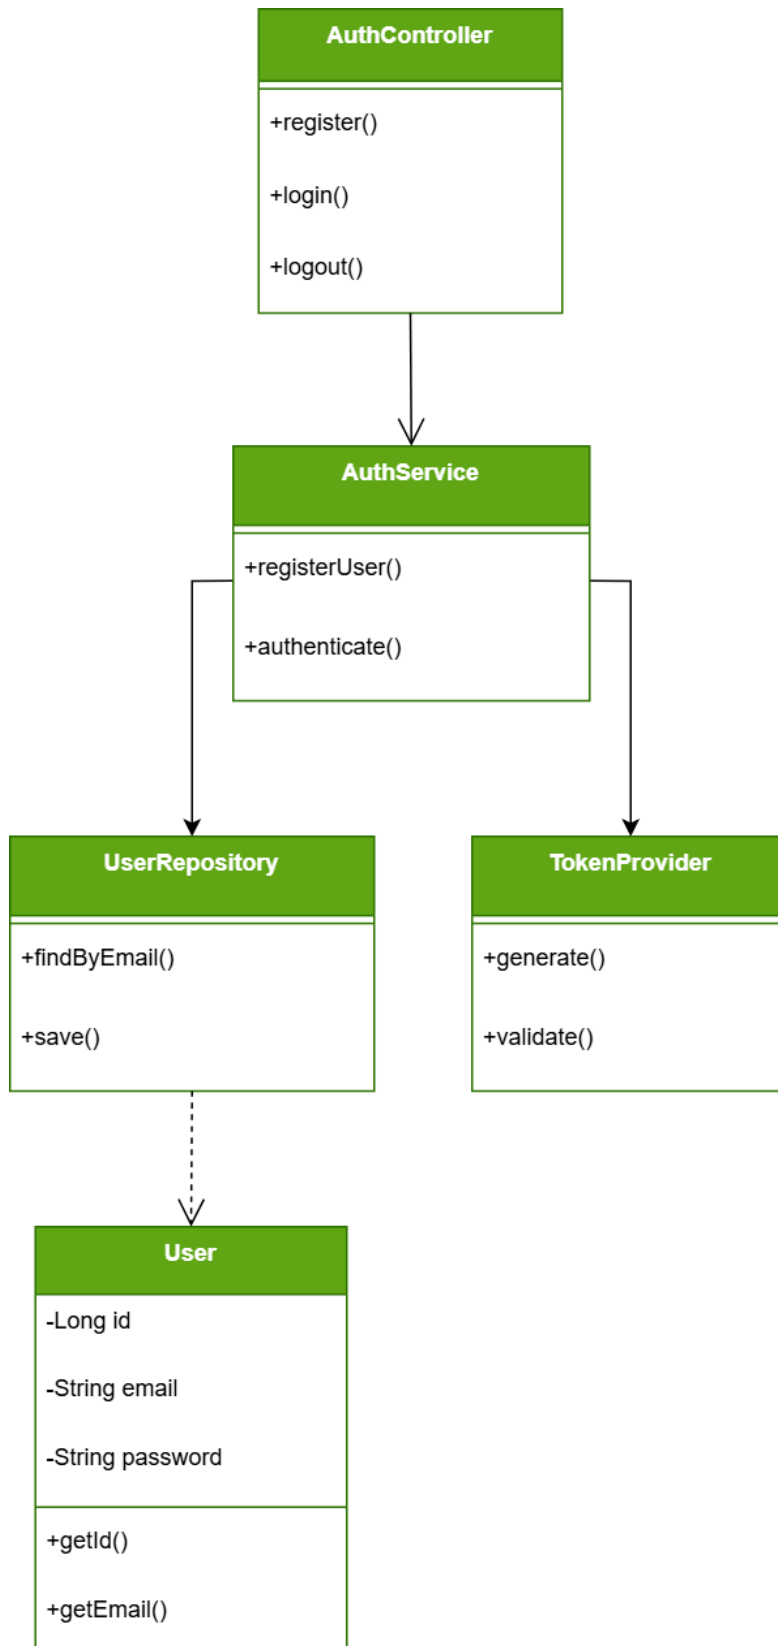 AuthController
+register()
+login()
+logout()
AuthService
+registerUser()
+authenticate()
UserRepository
+findByEmail()
+save()
TokenProvider
+generate()
+validate()
User
-Long id
-String email
-String password
+getId()
+getEmail()